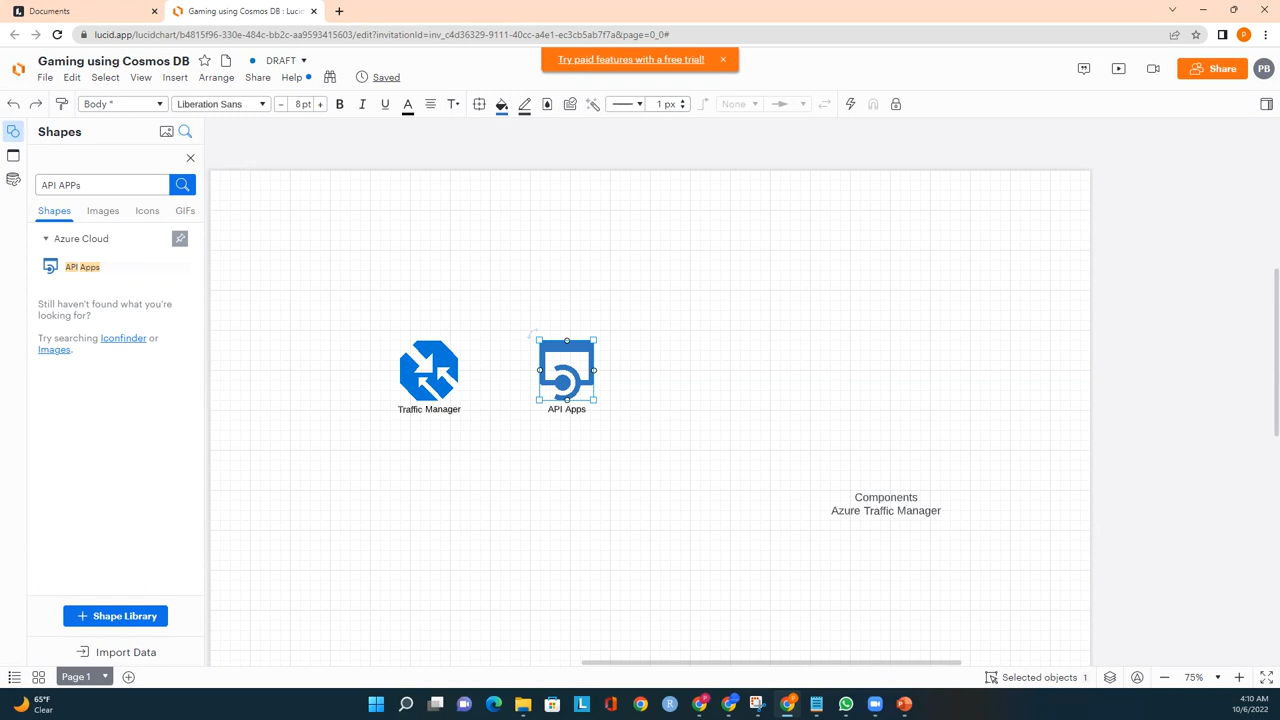 Documents
Gaming using Cosmos DB : Lucid
lucid.app/lucidchart/b4815f96-330e-484c-bb2c-aa9593415603/edit?invitationId=inv_c4d36329-9111-40cc-a4e1-ec3cb5ab7f7a&page=0_0#
P
Gaming using Cosmos DB
DRAFT
Try paid features with a free trial!
Share
PB
File
Edit
Select
View
Insert
Arrange
Share
Help
Saved
Body *
Liberation Sans
8 pt
B
I
U
A
T
1 px
None
Shapes
API APPs
Shapes
Images
Icons
GIFs
Azure Cloud
API Apps
Still haven't found what you're
looking for?
Try searching Iconfinder or
Images.
Traffic Manager
API Apps
Components
Azure Traffic Manager
+ Shape Library
Import Data
Page 1
Selected objects 1
75%
65°F
Clear
4:10 AM
10/6/2022